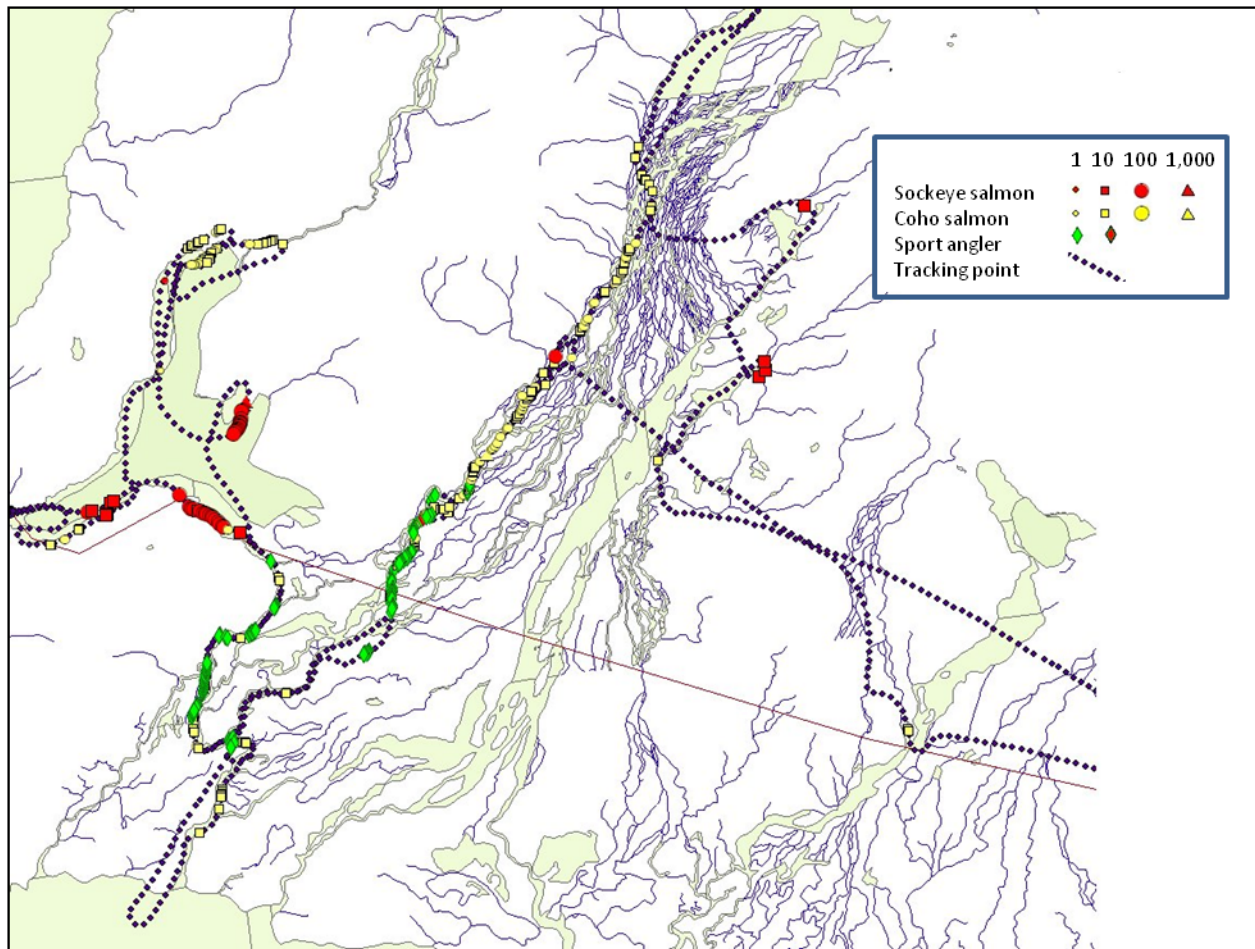 1 10 100 1,000
Sockeye salmon
Coho salmon
Sport angler
Tracking point